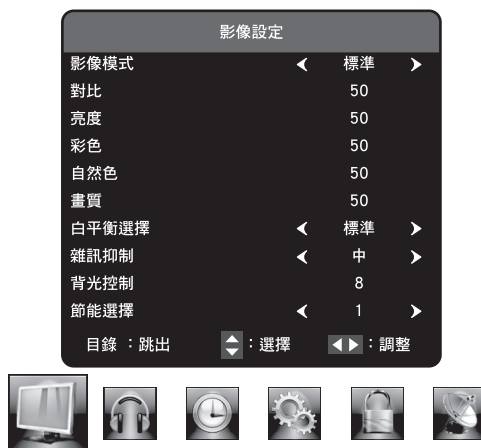 影像設定
影像模式 標準
對比 50
亮度 50
彩色 50
自然色 50
畫質 50
白平衡選擇 標準
雜訊抑制 中
背光控制 8
節能選擇 1
目錄 ：跳出 ：選擇 ：調整